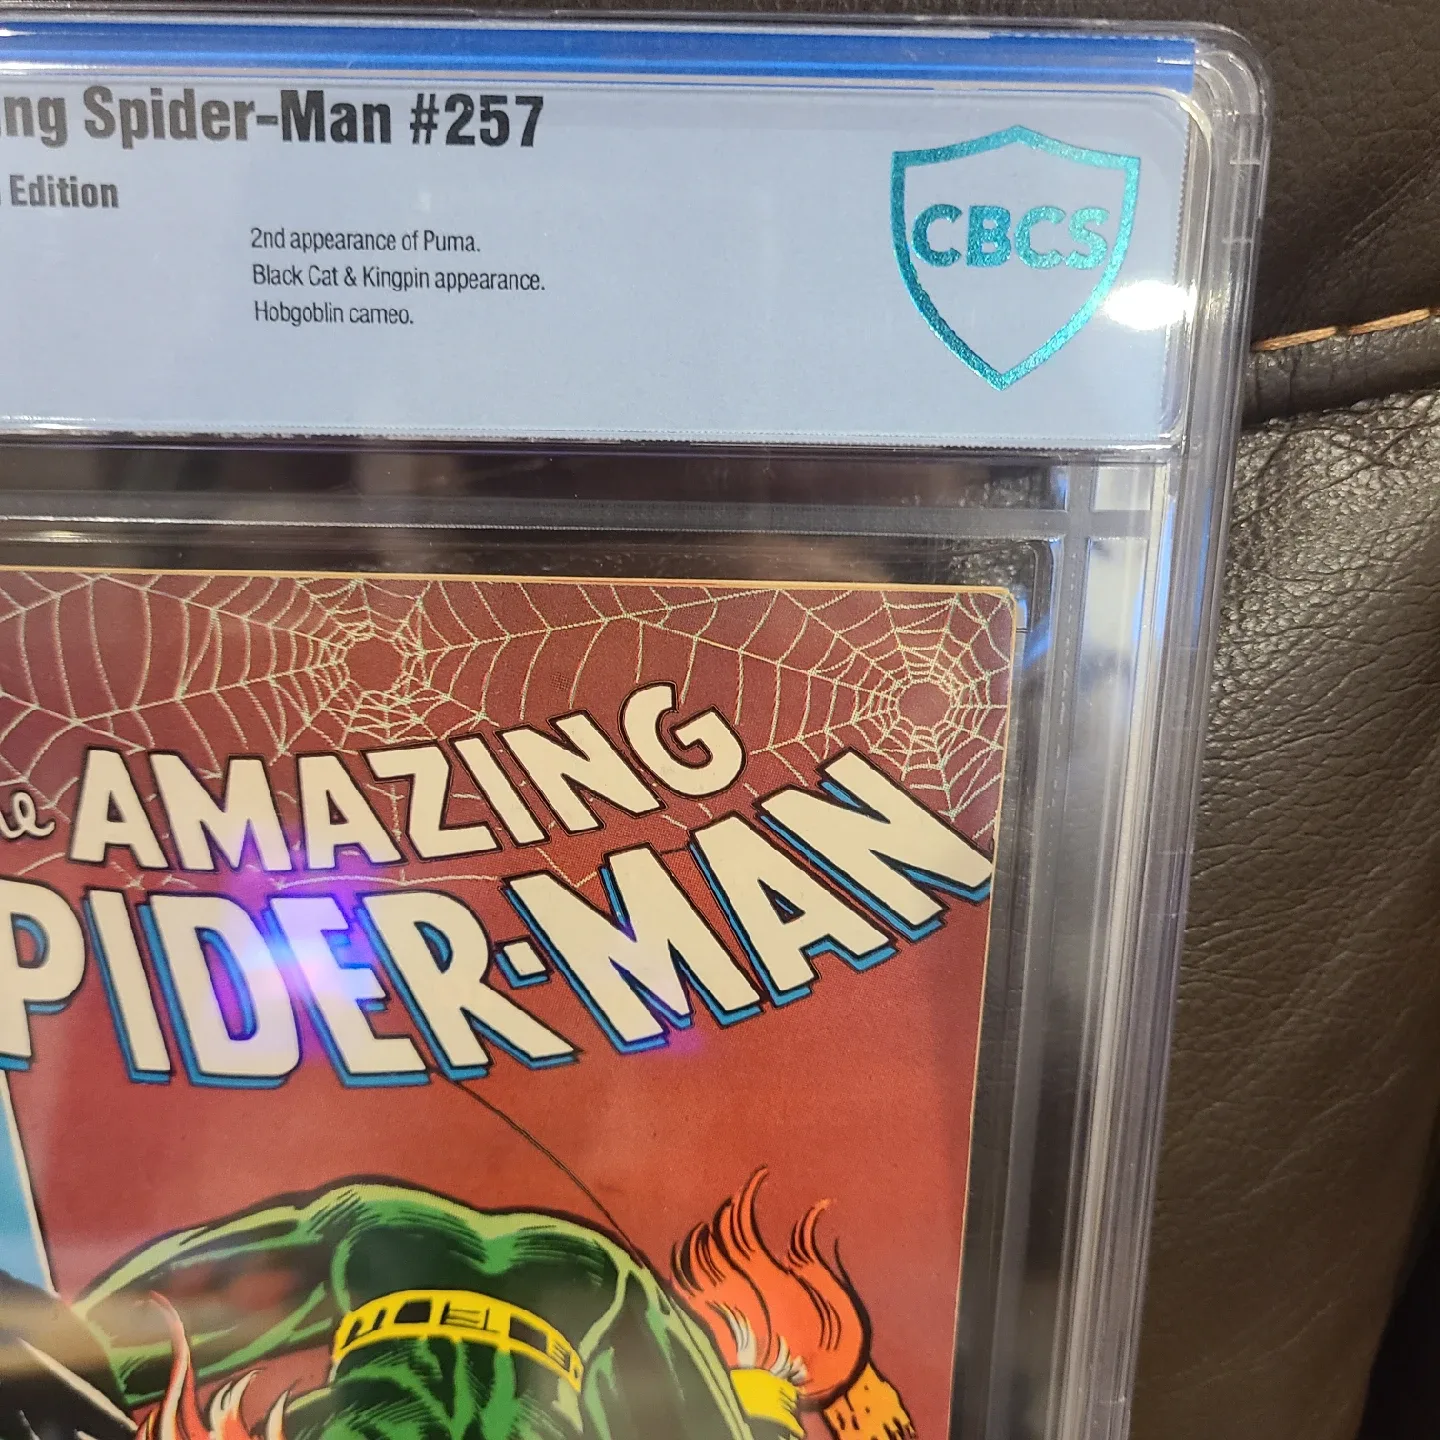 ng Spider-Man #257
Edition
2nd appearance of Puma.
Black Cat & Kingpin appearance.
Hobgoblin cameo.
CBCS
AMAZING
PIDER-MAN